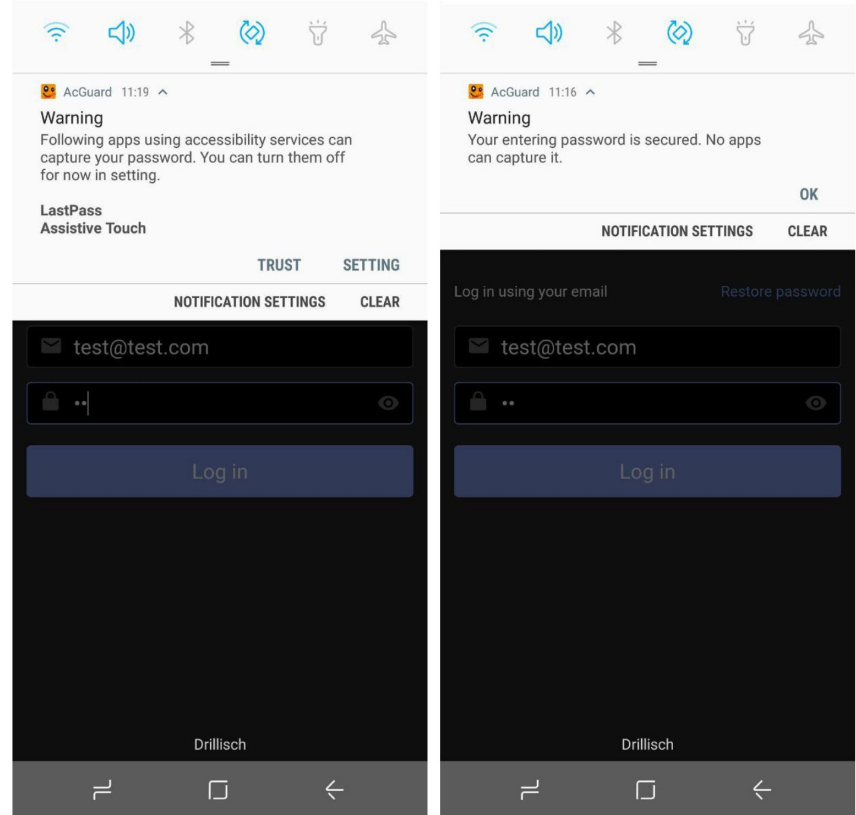 AcGuard 11:19
Warning
Following apps using accessibility services can
capture your password. You can turn them off
for now in setting.
LastPass
Assistive Touch
TRUST SETTING
NOTIFICATION SETTINGS CLEAR
test@test.com
••
Log in
Drillisch
AcGuard 11:16
Warning
Your entering password is secured. No apps
can capture it.
OK
NOTIFICATION SETTINGS CLEAR
Log in using your email Restore password
test@test.com
••
Log in
Drillisch